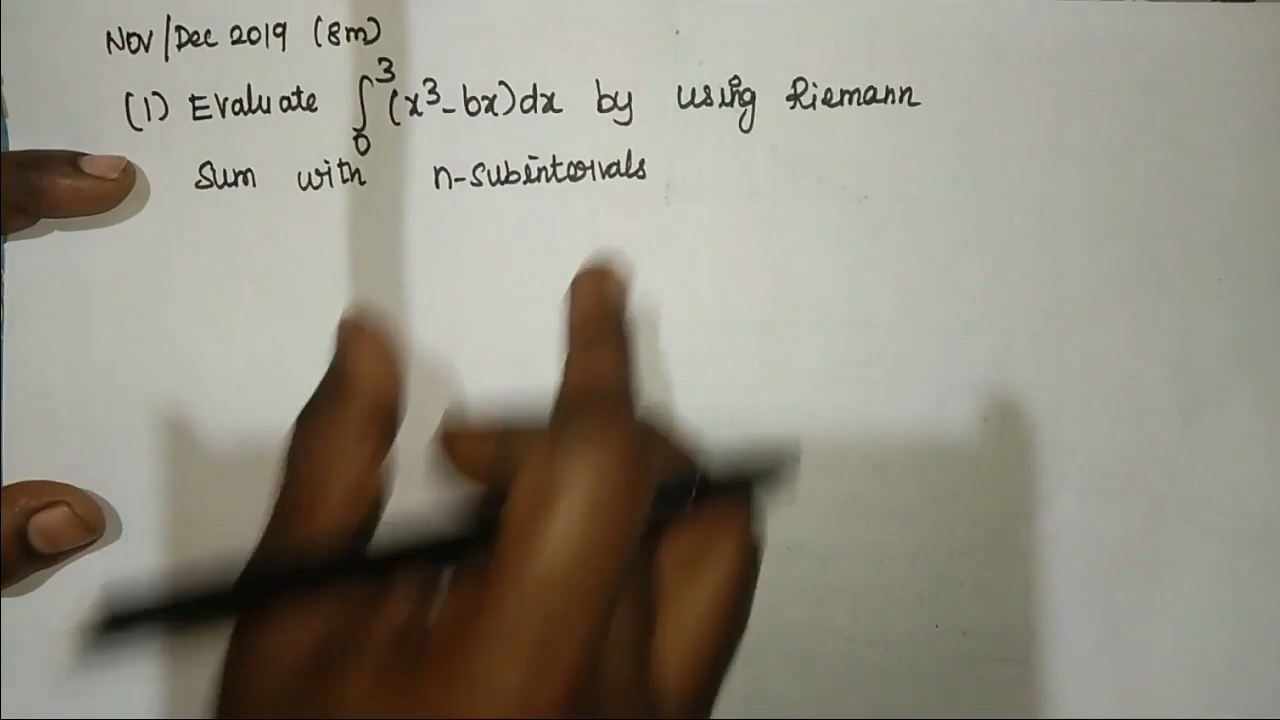 Nov/Dec 2019 (8m)
(1) Evaluate ∫₀³ (x³-6x)dx by using Riemann
Sum with n-subintervals